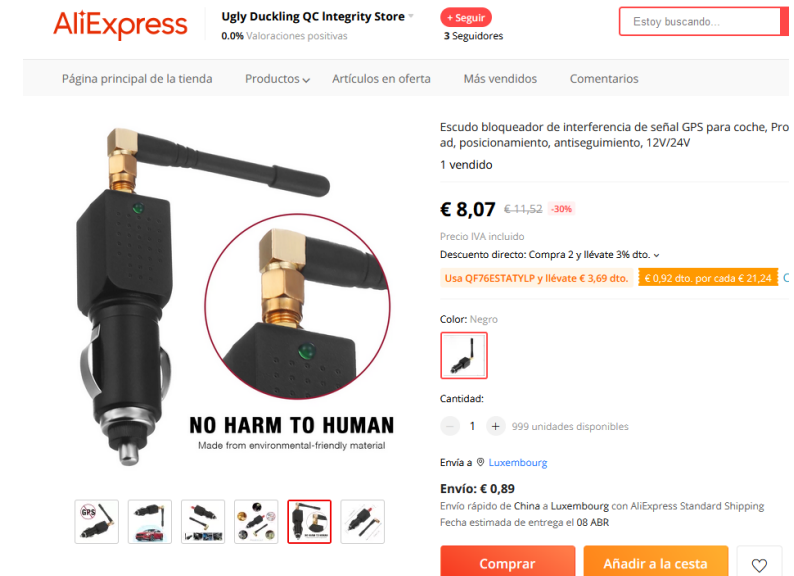 AliExpress
Ugly Duckling QC Integrity Store
0.0% Valoraciones positivas
+ Seguir
3 Seguidores
Estoy buscando...
Página principal de la tienda
Productos
Artículos en oferta
Más vendidos
Comentarios
NO HARM TO HUMAN
Made from environmental-friendly material
GPS
Escudo bloqueador de interferencia de señal GPS para coche, Pro
ad, posicionamiento, antiseguimiento, 12V/24V
1 vendido
€ 8,07 € 11,52 -30%
Precio IVA incluido
Descuento directo: Compra 2 y llévate 3% dto.
Usa QF76ESTATYLP y llévate € 3,69 dto.
€ 0,92 dto. por cada € 21,24
C
Color: Negro
Cantidad:
1
999 unidades disponibles
Envía a Luxembourg
Envío: € 0,89
Envío rápido de China a Luxembourg con AliExpress Standard Shipping
Fecha estimada de entrega el 08 ABR
Comprar
Añadir a la cesta